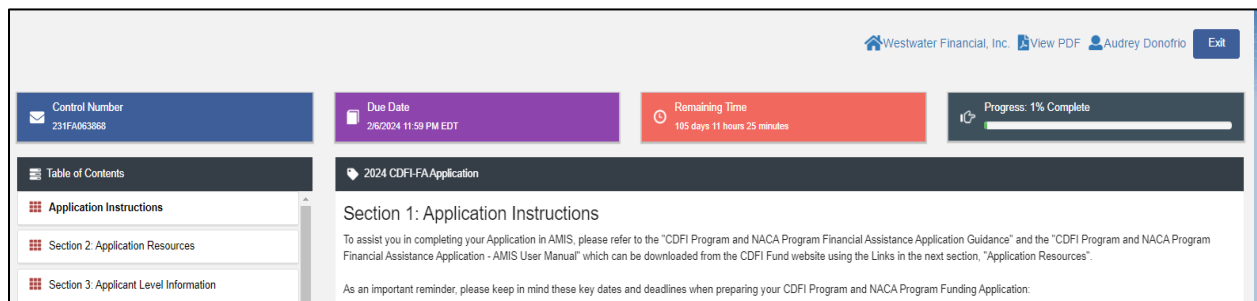 Westwater Financial, Inc. View PDF Audrey Donofrio Exit
Control Number
231FA063868
Due Date
2/6/2024 11:59 PM EDT
Remaining Time
105 days 11 hours 25 minutes
Progress: 1% Complete
Table of Contents
Application Instructions
Section 2: Application Resources
Section 3: Applicant Level Information
2024 CDFI-FA Application
Section 1: Application Instructions
To assist you in completing your Application in AMIS, please refer to the "CDFI Program and NACA Program Financial Assistance Application Guidance" and the "CDFI Program and NACA Program
Financial Assistance Application - AMIS User Manual" which can be downloaded from the CDFI Fund website using the Links in the next section, "Application Resources".
As an important reminder, please keep in mind these key dates and deadlines when preparing your CDFI Program and NACA Program Funding Application: